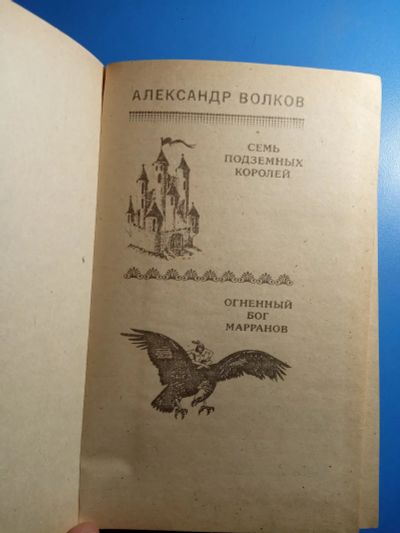 АЛЕКСАНДР ВОЛКОВ
СЕМЬ
ПОДЗЕМНЫХ
КОРОЛЕЙ
ОГНЕННЫЙ
БОГ
МАРРАНОВ